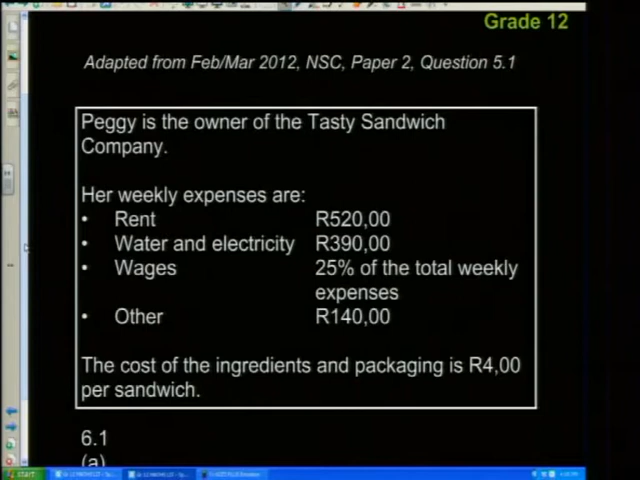 Grade 12
Adapted from Feb/Mar 2012, NSC, Paper 2, Question 5.1
Peggy is the owner of the Tasty Sandwich
Company.
Her weekly expenses are:
• Rent R520,00
• Water and electricity R390,00
• Wages 25% of the total weekly
expenses
• Other R140,00
The cost of the ingredients and packaging is R4,00
per sandwich.
6.1
(a)
start